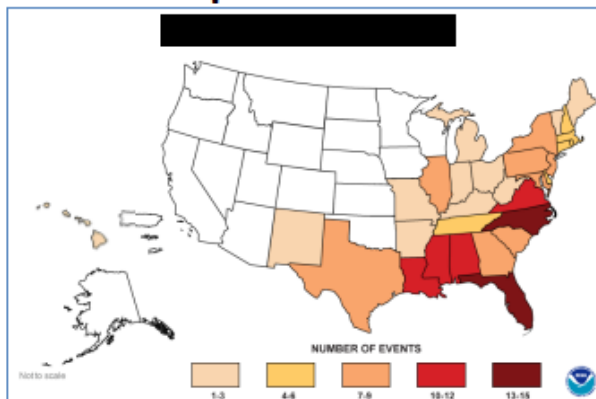 NUMBER OF EVENTS
Not to scale
1-3
4-6
7-9
10-12
13-15